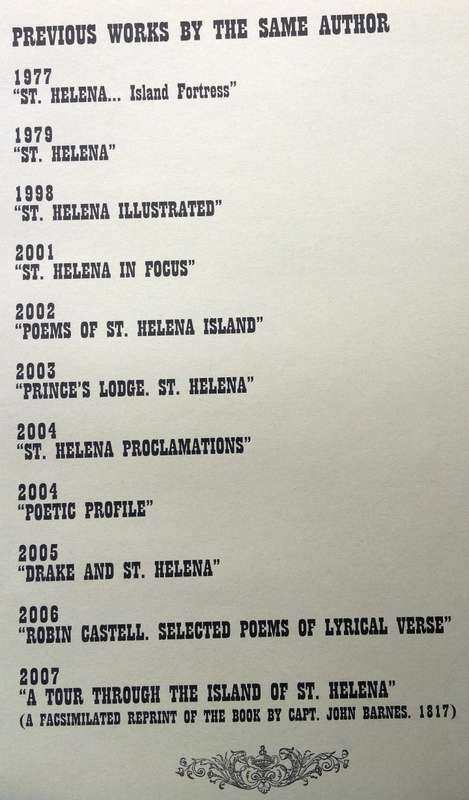 PREVIOUS WORKS BY THE SAME AUTHOR
1977
“ST. HELENA... Island Fortress”
1979
“ST. HELENA”
1998
“ST. HELENA ILLUSTRATED”
2001
“ST. HELENA IN FOCUS”
2002
“POEMS OF ST. HELENA ISLAND”
2003
“PRINCE’S LODGE. ST. HELENA”
2004
“ST. HELENA PROCLAMATIONS”
2004
“POETIC PROFILE”
2005
“DRAKE AND ST. HELENA”
2006
“ROBIN CASTELL. SELECTED POEMS OF LYRICAL VERSE”
2007
“A TOUR THROUGH THE ISLAND OF ST. HELENA”
(A FACSIMILATED REPRINT OF THE BOOK BY CAPT. JOHN BARNES. 1817)